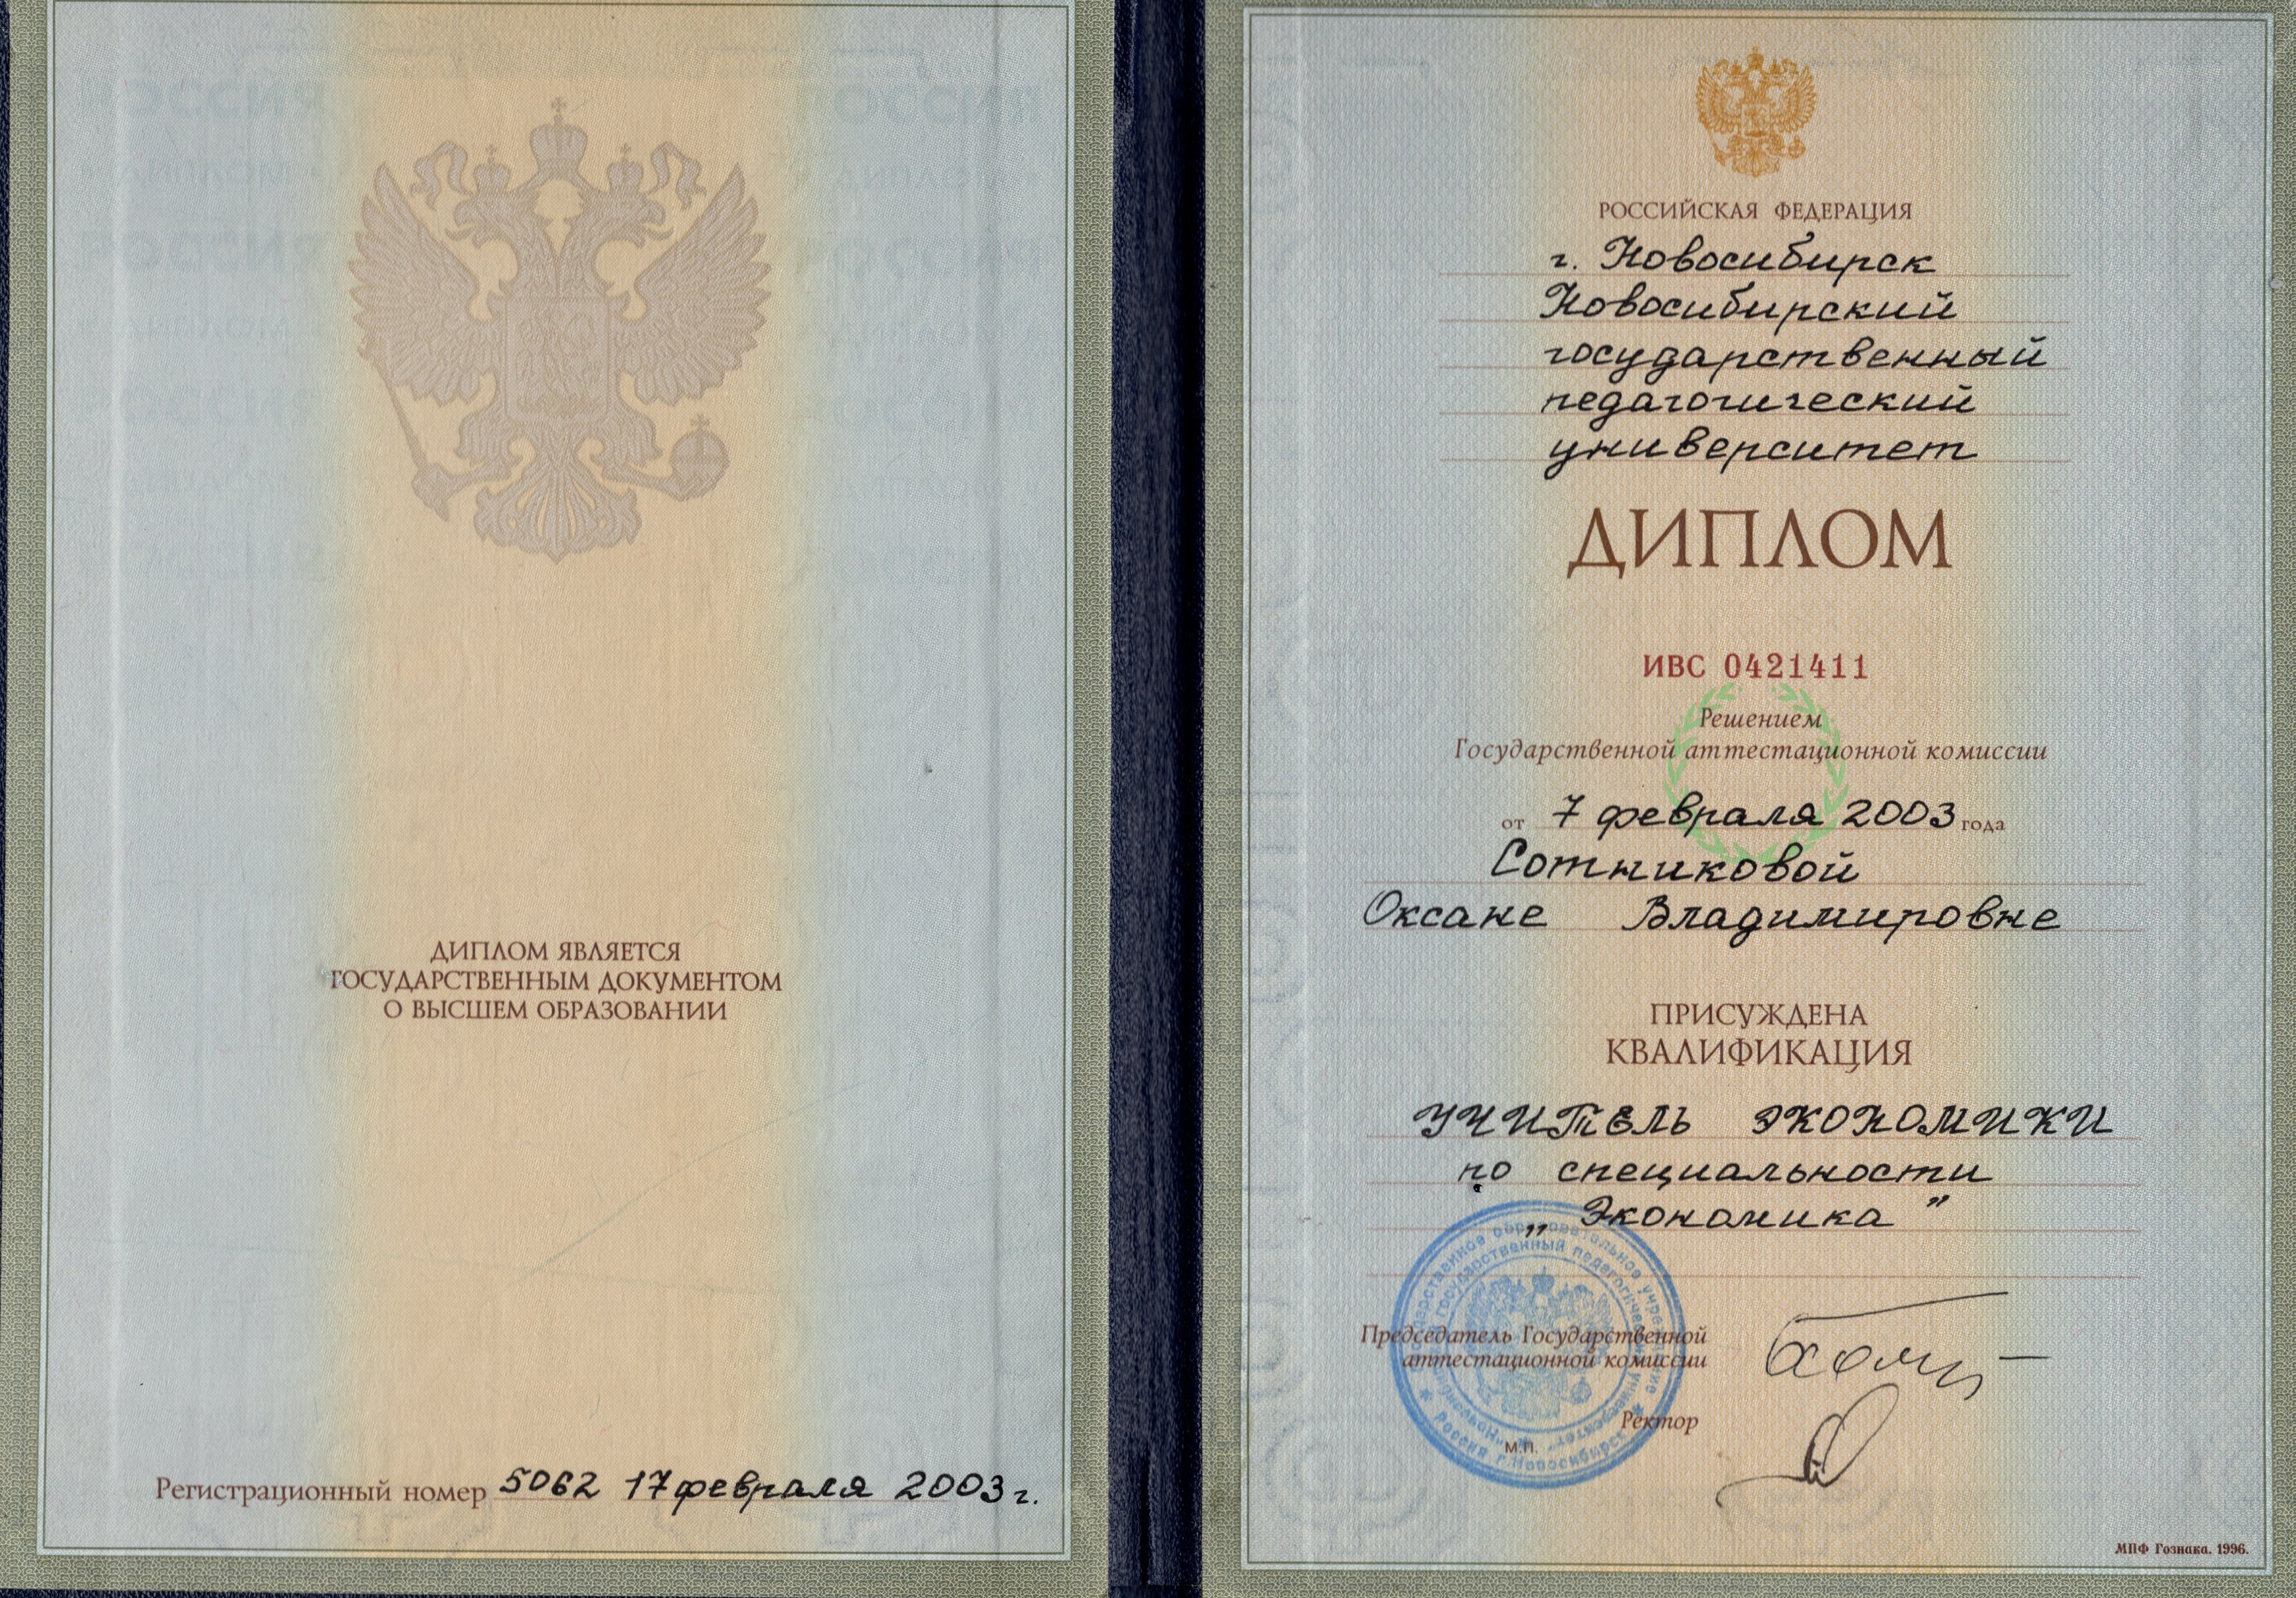 ДИПЛОМ ЯВЛЯЕТСЯ
ГОСУДАРСТВЕННЫМ ДОКУМЕНТОМ
О ВЫСШЕМ ОБРАЗОВАНИИ
Регистрационный номер 5062 17 февраля 2003 г.
РОССИЙСКАЯ ФЕДЕРАЦИЯ
г. Новосибирск
Новосибирский
государственный
педагогический
университет
ДИПЛОМ
ИВС 0421411
Решением
Государственной аттестационной комиссии
от 7 февраля 2003 года
Сотниковой
Оксане Владимировне
ПРИСУЖДЕНА
КВАЛИФИКАЦИЯ
УЧИТЕЛЬ ЭКОНОМИКИ
по специальности
„Экономика"
Председатель Государственной
аттестационной комиссии
Ректор
М.П.
Россия г. Новосибирск
МПФ Гознака. 1996.